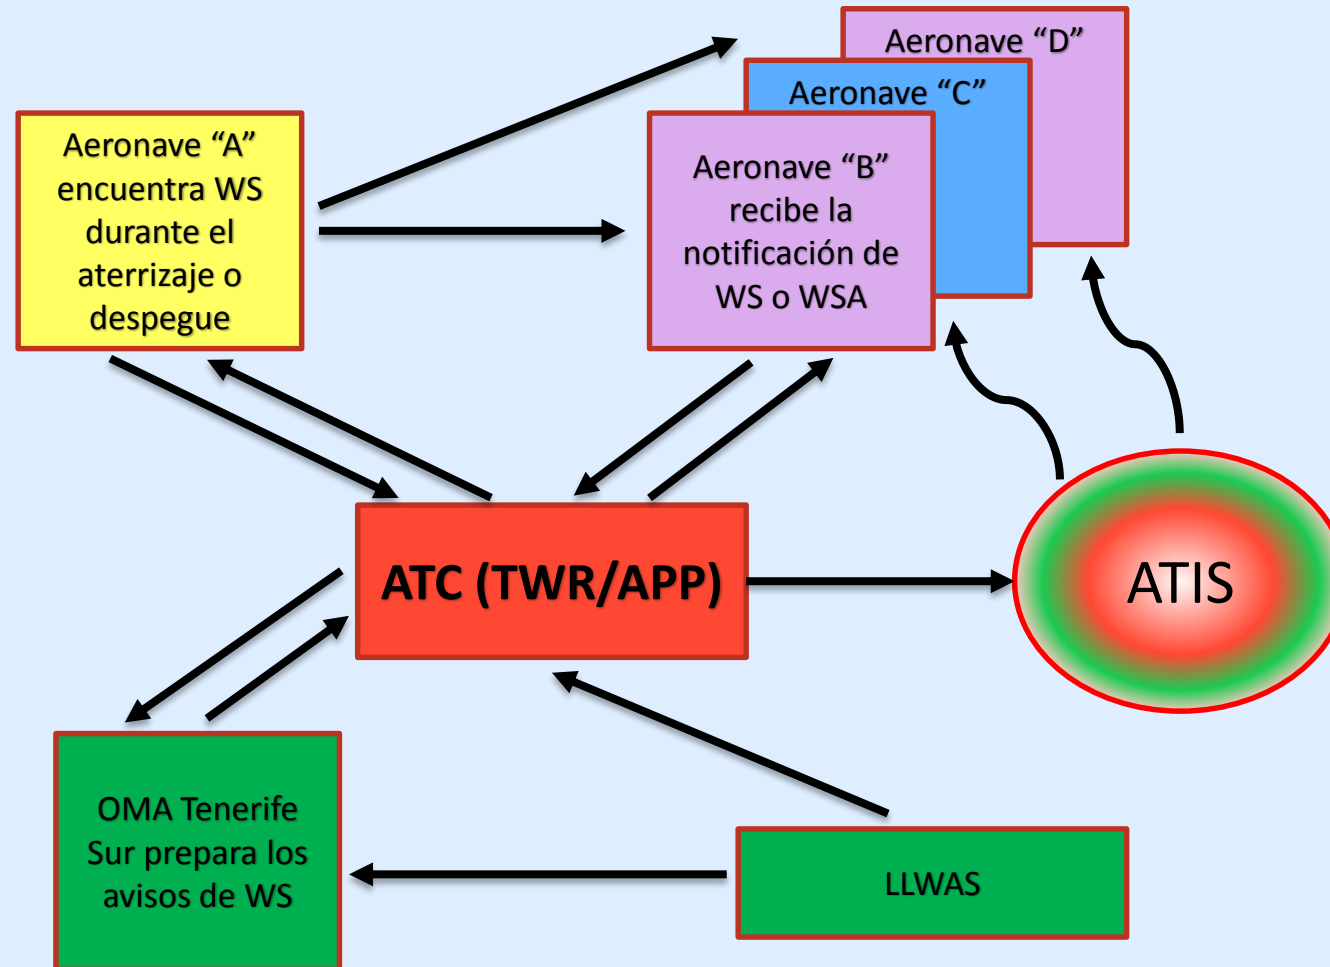 Aeronave “D”
Aeronave “C”
Aeronave “A”
encuentra WS
durante el
aterrizaje o
despegue
Aeronave “B”
recibe la
notificación de
WS o WSA
ATC (TWR/APP)
ATIS
OMA Tenerife
Sur prepara los
avisos de WS
LLWAS